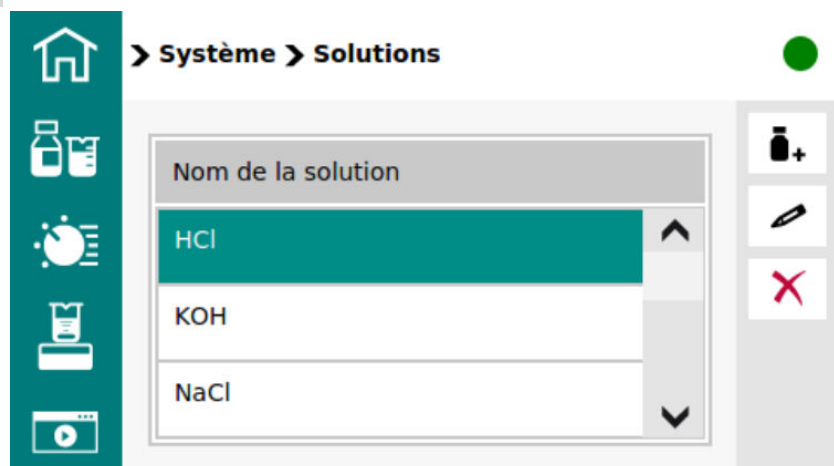 Système Solutions
Nom de la solution
HCl
KOH
NaCl